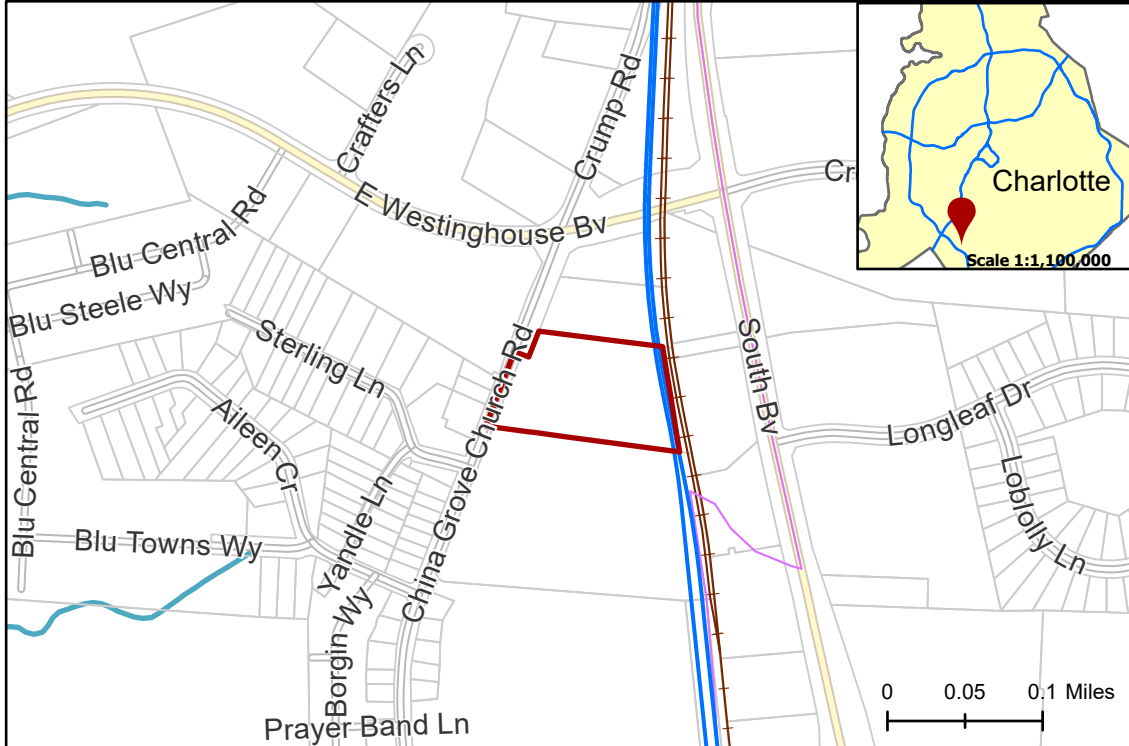 Crafters Ln
Crump Rd
E Westinghouse Bv
Cr
Charlotte
Scale 1:1,100,000
Blu Central Rd
Blu Steele Wy
Sterling Ln
China Grove Church Rd
South Bv
Longleaf Dr
Loblolly Ln
Blu Central Rd
Aileen Cr
Yandle Ln
Blu Towns Wy
Borgin Wy
Prayer Band Ln
0 0.05 0.1 Miles